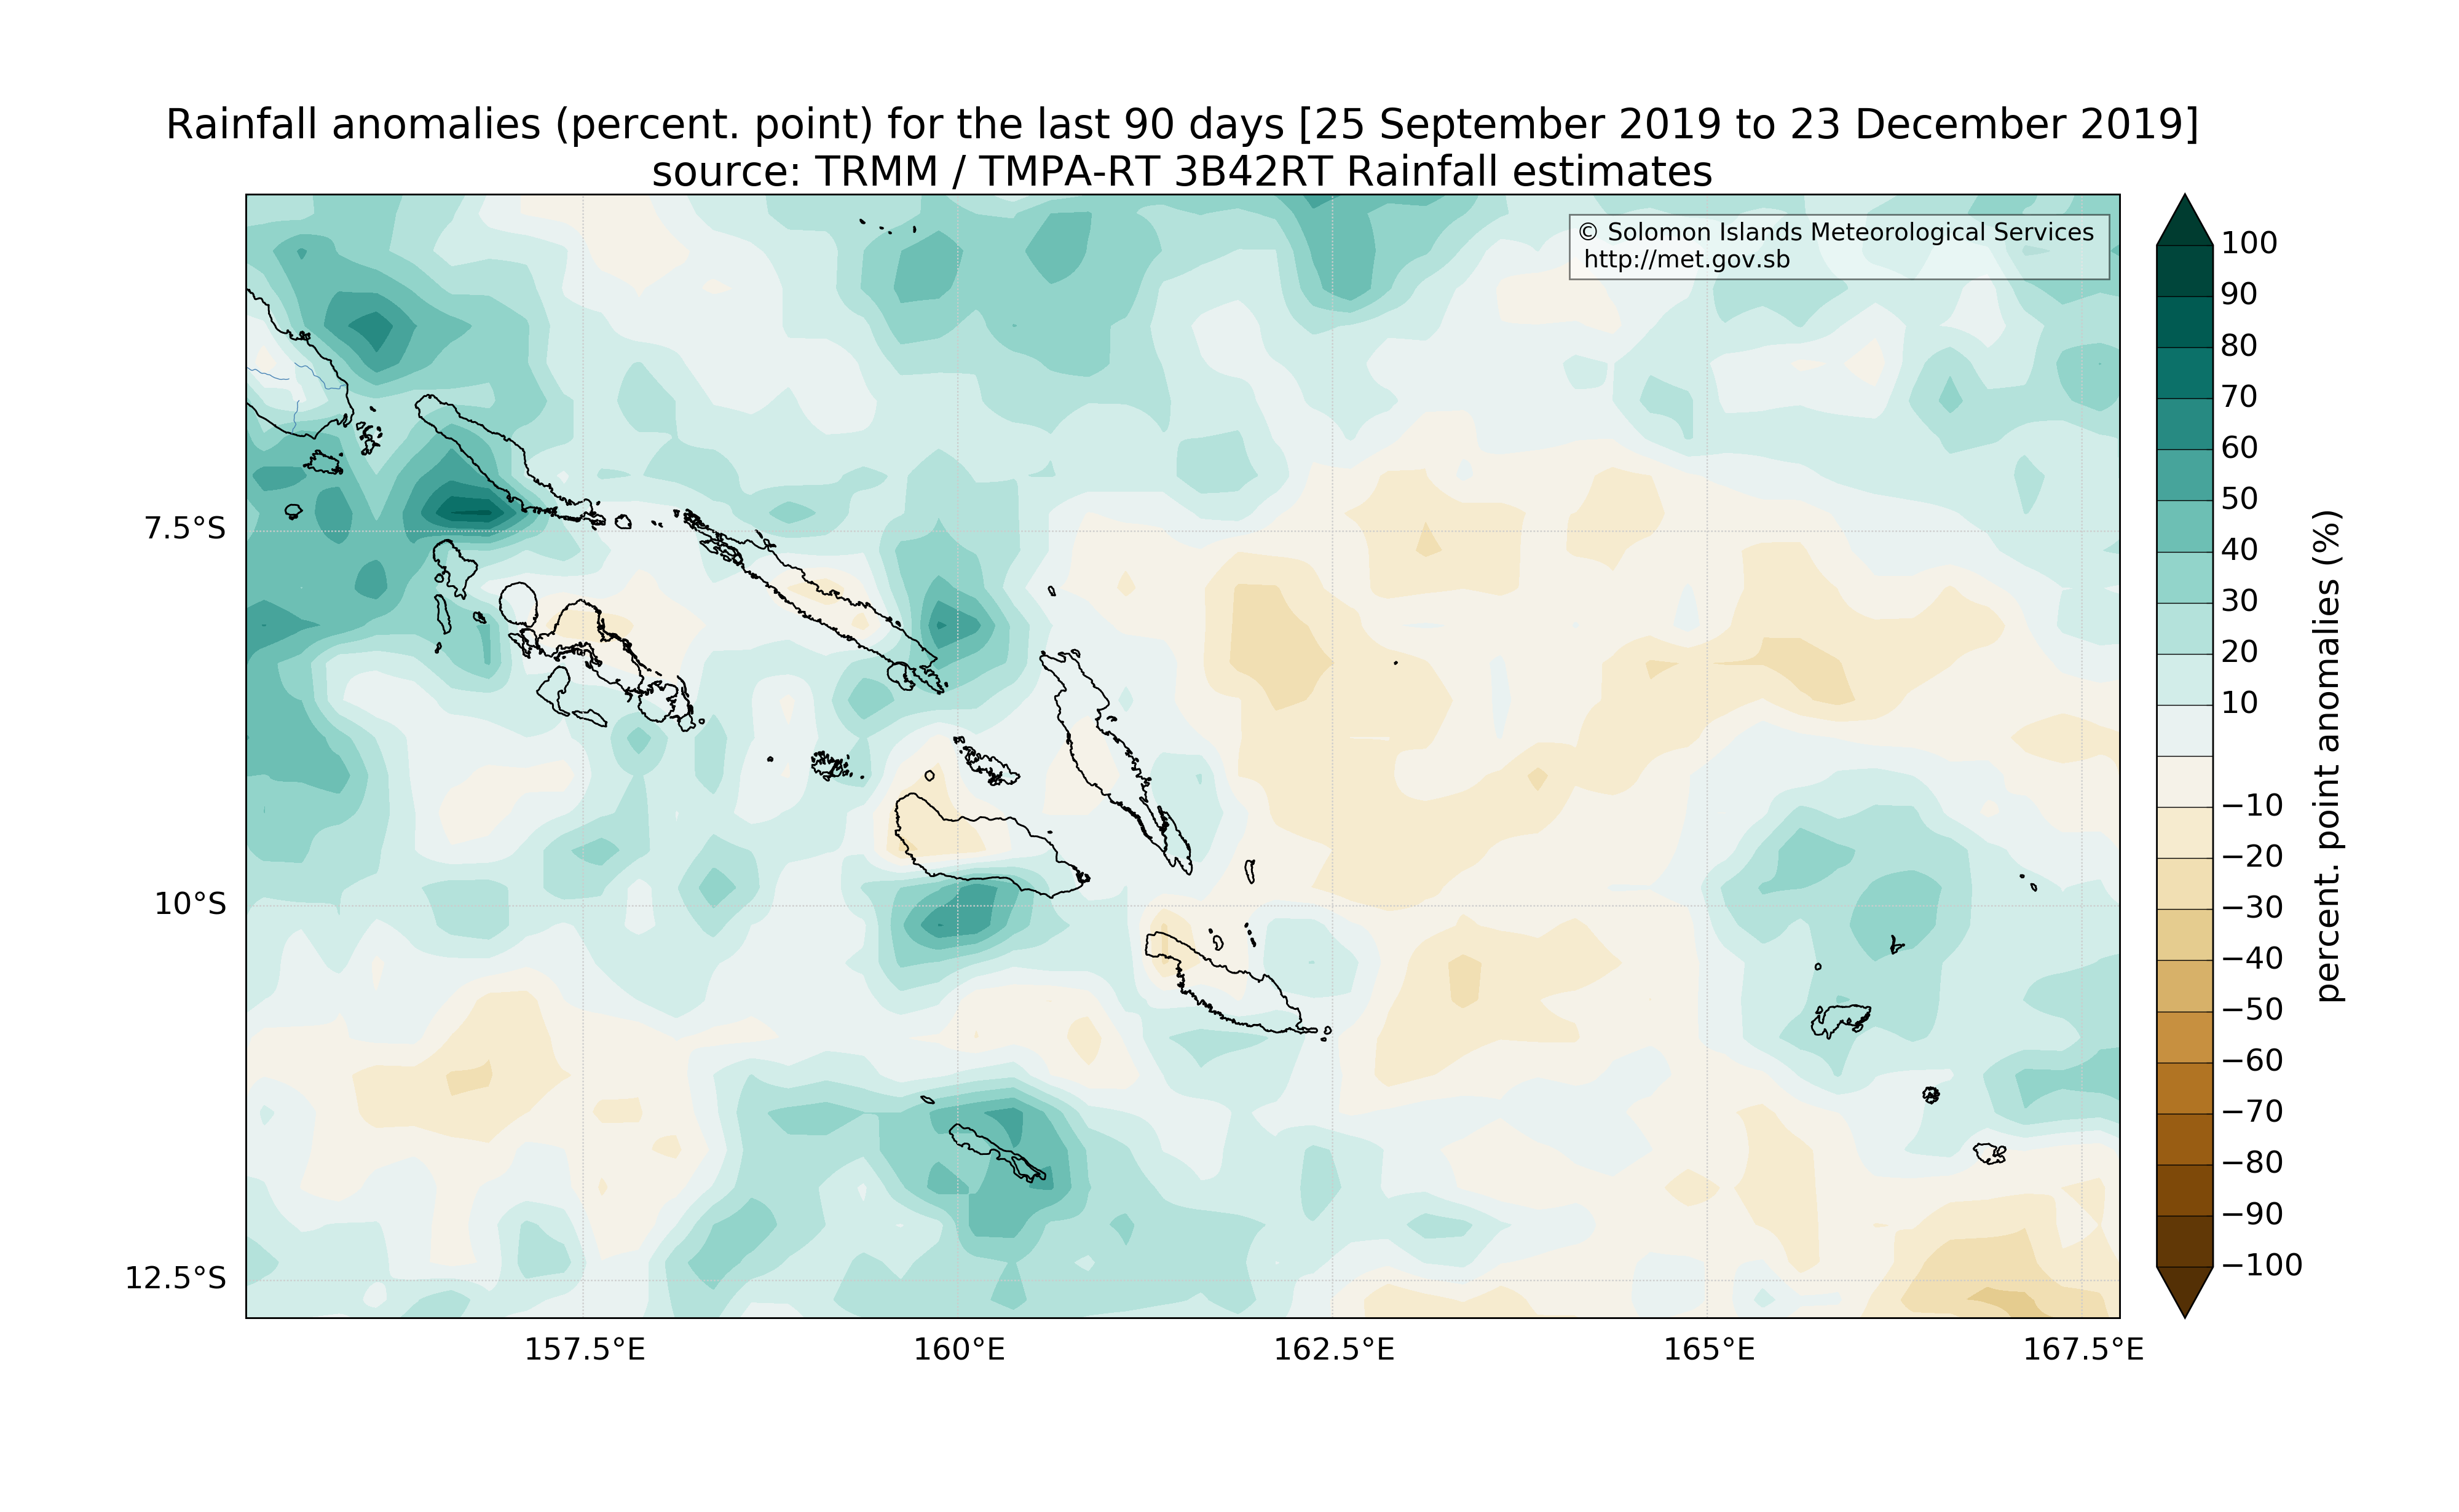 Rainfall anomalies (percent. point) for the last 90 days [25 September 2019 to 23 December 2019]
source: TRMM / TMPA-RT 3B42RT Rainfall estimates
© Solomon Islands Meteorological Services
http://met.gov.sb
7.5°S
10°S
12.5°S
157.5°E
160°E
162.5°E
165°E
167.5°E
100
90
80
70
60
50
40
30
20
10
−10
−20
−30
−40
−50
−60
−70
−80
−90
−100
percent. point anomalies (%)